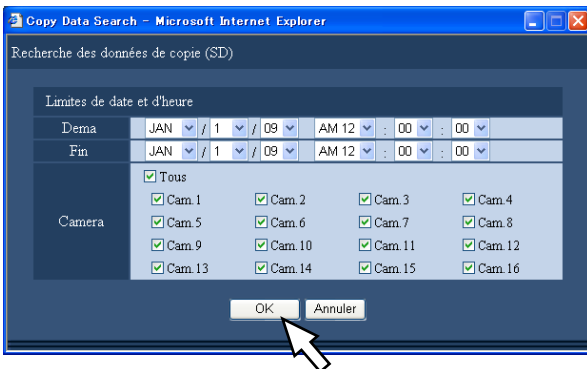 Copy Data Search - Microsoft Internet Explorer
Recherche des données de copie (SD)
Limites de date et d'heure
Dema JAN / 1 / 09 AM 12 : 00 : 00
Fin JAN / 1 / 09 AM 12 : 00 : 00
Tous
Cam.1 Cam.2 Cam.3 Cam.4
Camera Cam.5 Cam.6 Cam.7 Cam.8
Cam.9 Cam.10 Cam.11 Cam.12
Cam.13 Cam.14 Cam.15 Cam.16
OK Annuler